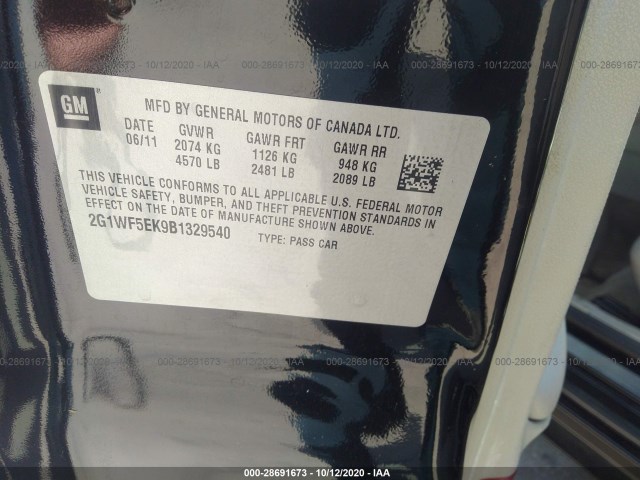 GM
MFD BY GENERAL MOTORS OF CANADA LTD.
DATE GVWR GAWR FRT GAWR RR
06/11 2074 KG 1126 KG 948 KG
4570 LB 2481 LB 2089 LB
THIS VEHICLE CONFORMS TO ALL APPLICABLE U.S. FEDERAL MOTOR
VEHICLE SAFETY, BUMPER, AND THEFT PREVENTION STANDARDS IN
EFFECT ON THE DATE OF MANUFACTURE SHOWN ABOVE.
2G1WF5EK9B1329540 TYPE: PASS CAR
000-28691673 - 10/12/2020 - IAA